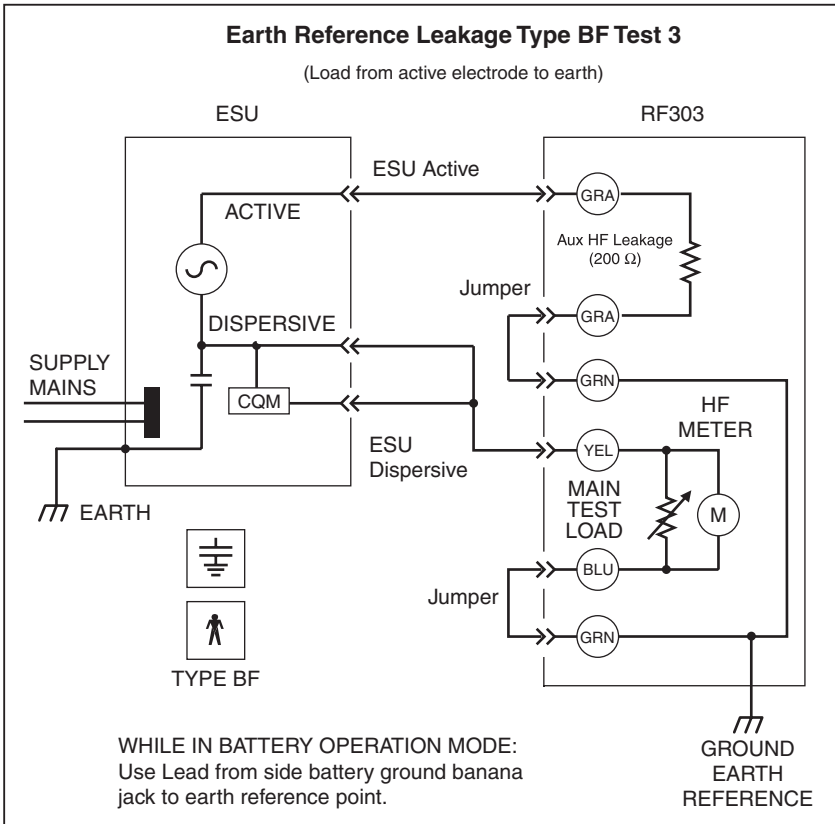 Earth Reference Leakage Type BF Test 3
(Load from active electrode to earth)
ESU
RF303
ESU Active
GRA
ACTIVE
Aux HF Leakage
(200 Ω)
Jumper
GRA
DISPERSIVE
SUPPLY
MAINS
GRN
CQM
HF
METER
ESU
Dispersive
YEL
MAIN
TEST
LOAD
M
EARTH
BLU
Jumper
GRN
TYPE BF
WHILE IN BATTERY OPERATION MODE:
Use Lead from side battery ground banana
jack to earth reference point.
GROUND
EARTH
REFERENCE